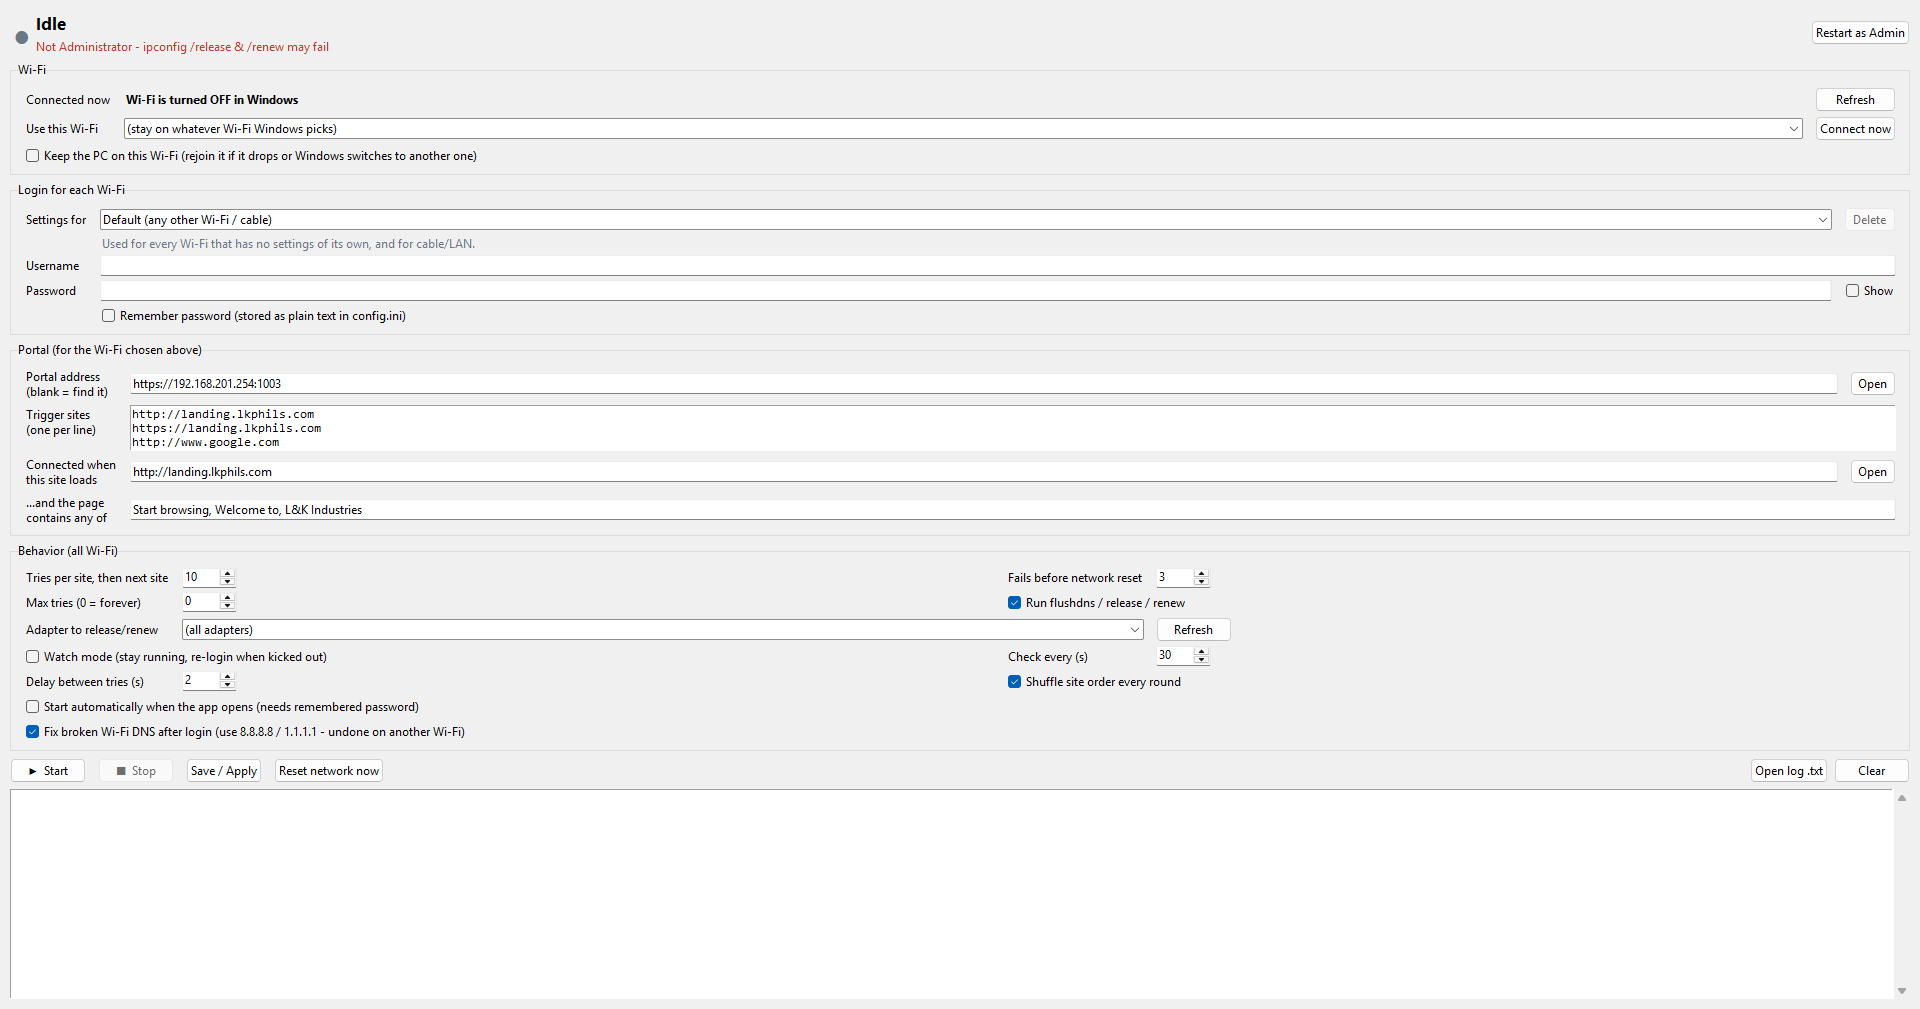 Idle
Not Administrator - ipconfig /release & /renew may fail
Restart as Admin
Wi-Fi
Connected now Wi-Fi is turned OFF in Windows Refresh
Use this Wi-Fi (stay on whatever Wi-Fi Windows picks) Connect now
Keep the PC on this Wi-Fi (rejoin it if it drops or Windows switches to another one)
Login for each Wi-Fi
Settings for Default (any other Wi-Fi / cable) Delete
Used for every Wi-Fi that has no settings of its own, and for cable/LAN.
Username
Password Show
Remember password (stored as plain text in config.ini)
Portal (for the Wi-Fi chosen above)
Portal address
(blank = find it)
https://192.168.201.254:1003 Open
Trigger sites
(one per line)
http://landing.lkphils.com
https://landing.lkphils.com
http://www.google.com
Connected when
this site loads
http://landing.lkphils.com Open
...and the page
contains any of
Start browsing, Welcome to, L&K Industries
Behavior (all Wi-Fi)
Tries per site, then next site 10 Fails before network reset 3
Max tries (0 = forever) 0 Run flushdns / release / renew
Adapter to release/renew (all adapters) Refresh
Watch mode (stay running, re-login when kicked out) Check every (s) 30
Delay between tries (s) 2 Shuffle site order every round
Start automatically when the app opens (needs remembered password)
Fix broken Wi-Fi DNS after login (use 8.8.8.8 / 1.1.1.1 - undone on another Wi-Fi)
Start Stop Save / Apply Reset network now Open log .txt Clear